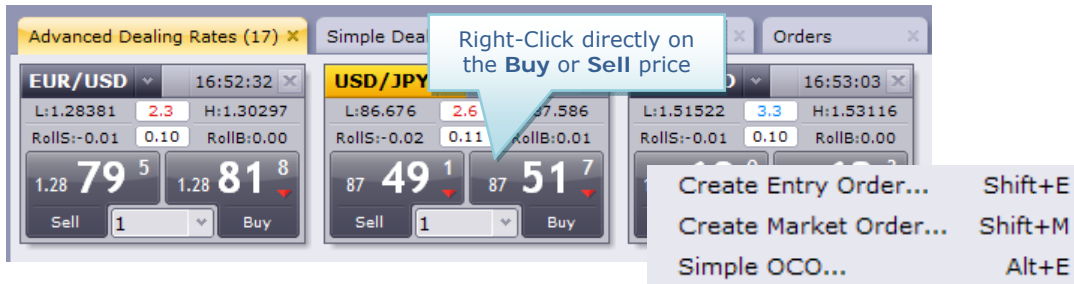 Advanced Dealing Rates (17) ×
Simple Deal
×
Orders ×
Right-Click directly on
the Buy or Sell price
EUR/USD 16:52:32 ×
L:1.28381 2.3 H:1.30297
RollS:-0.01 0.10 RollB:0.00
1.28 79 5 1.28 81 8
Sell 1 Buy
USD/JPY
L:86.676 2.6 87.586
RollS:-0.02 0.11 RollB:0.01
87 49 1 87 51 7
Sell 1 Buy
D 16:53:03 ×
L:1.51522 3.3 H:1.53116
RollS:-0.01 0.10 RollB:0.00
Create Entry Order... Shift+E
Create Market Order... Shift+M
Simple OCO... Alt+E